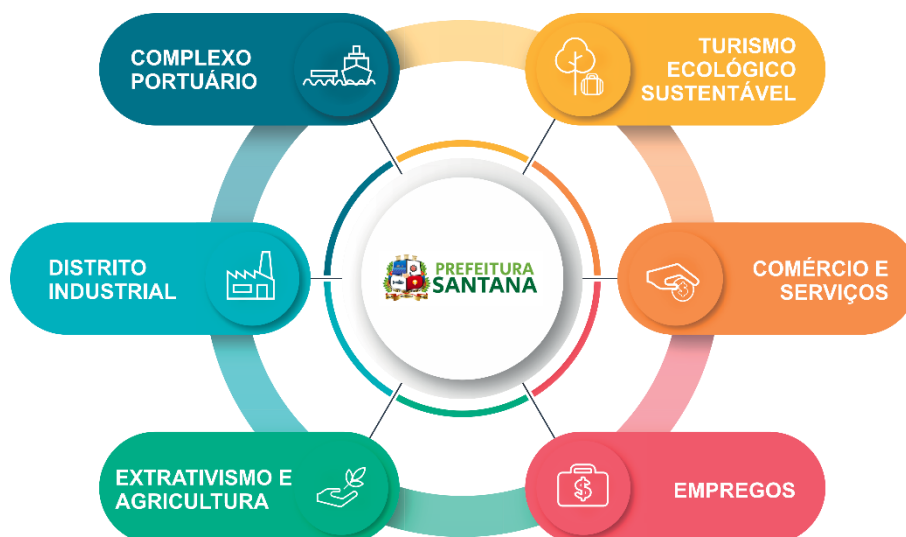 COMPLEXO
PORTUÁRIO
TURISMO
ECOLÓGICO
SUSTENTÁVEL
DISTRITO
INDUSTRIAL
PREFEITURA
SANTANA
COMÉRCIO E
SERVIÇOS
EXTRATIVISMO E
AGRICULTURA
EMPREGOS